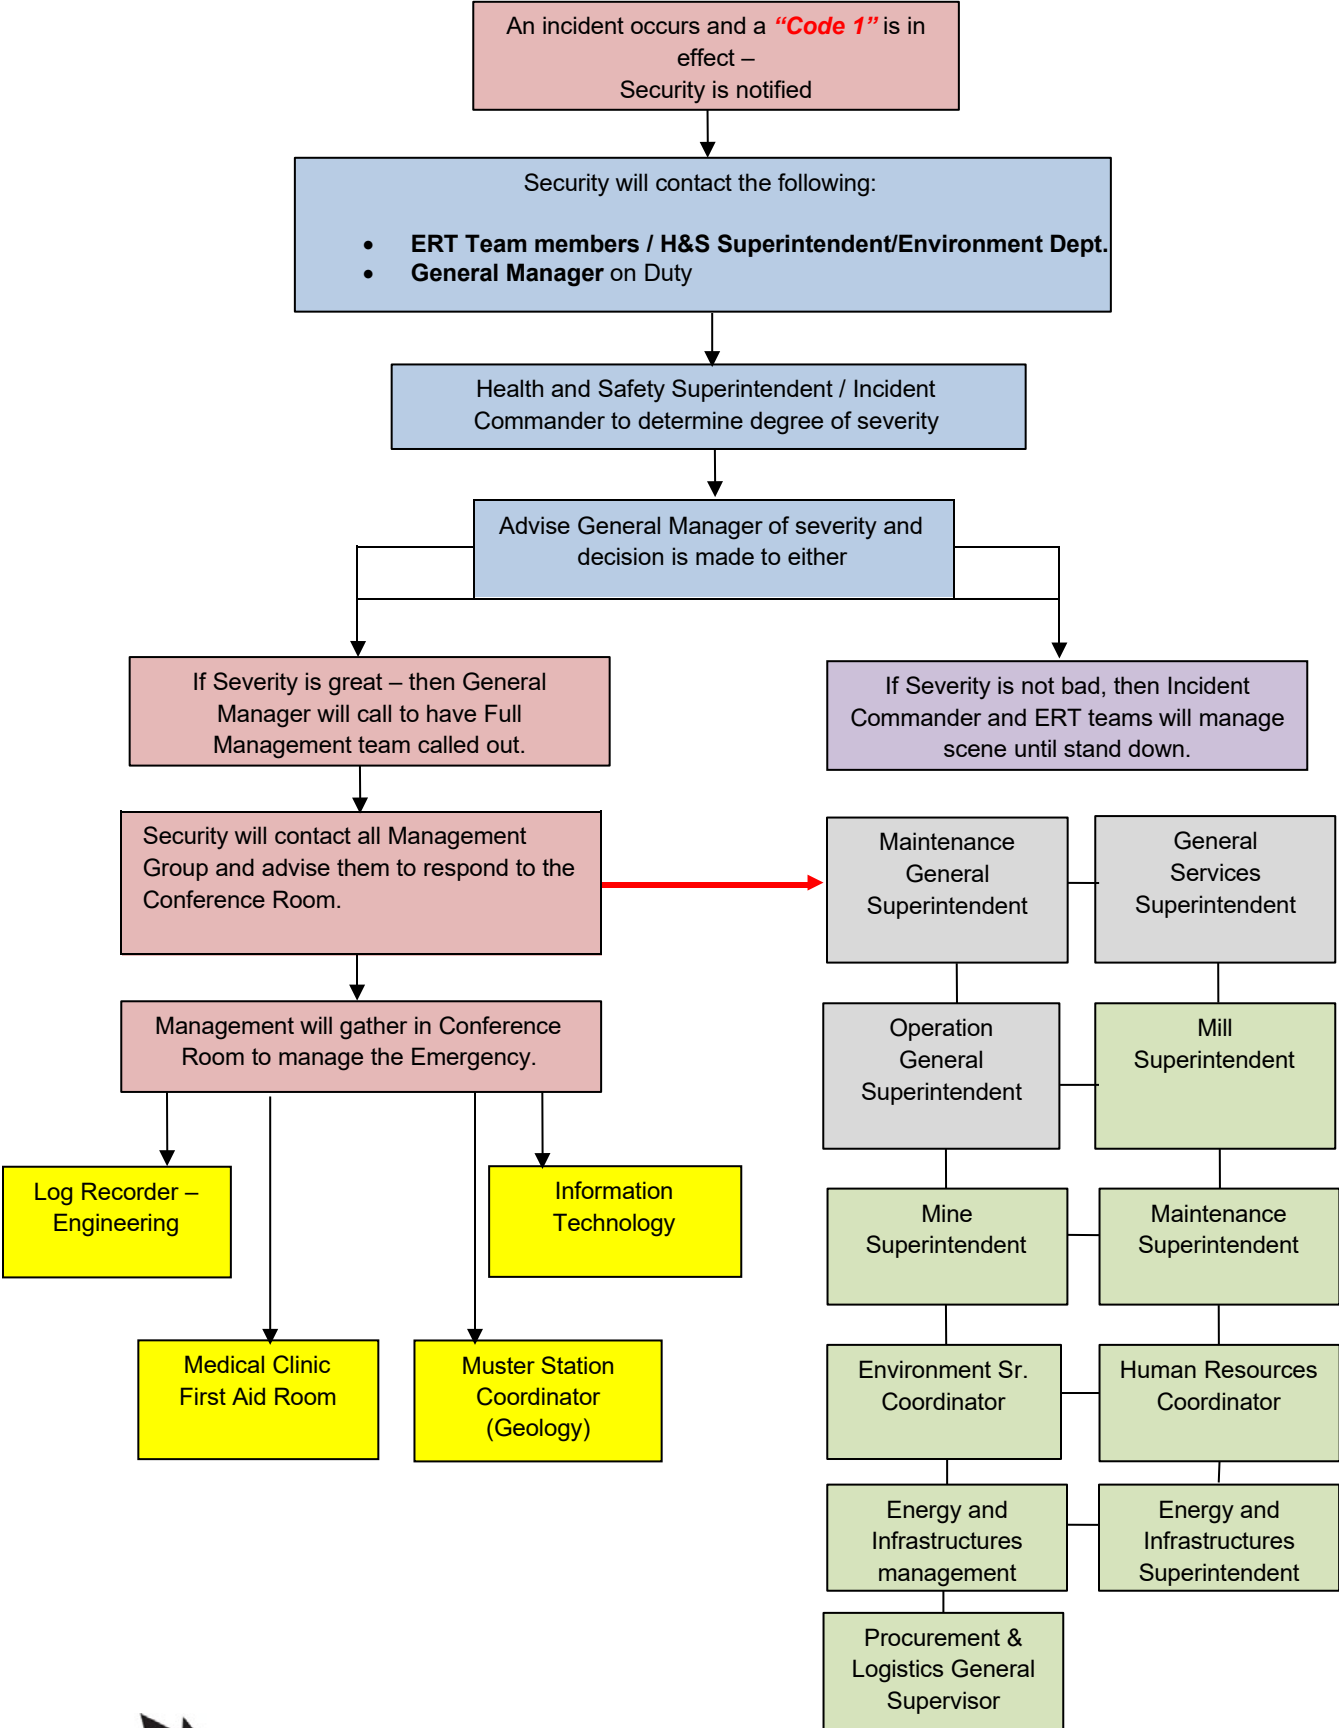 An incident occurs and a “Code 1” is in
effect –
Security is notified
Security will contact the following:
• ERT Team members / H&S Superintendent/Environment Dept.
• General Manager on Duty
Health and Safety Superintendent / Incident
Commander to determine degree of severity
Advise General Manager of severity and
decision is made to either
If Severity is great – then General
Manager will call to have Full
Management team called out.
If Severity is not bad, then Incident
Commander and ERT teams will manage
scene until stand down.
Security will contact all Management
Group and advise them to respond to the
Conference Room.
Maintenance
General
Superintendent
General
Services
Superintendent
Management will gather in Conference
Room to manage the Emergency.
Operation
General
Superintendent
Mill
Superintendent
Log Recorder –
Engineering
Information
Technology
Mine
Superintendent
Maintenance
Superintendent
Medical Clinic
First Aid Room
Muster Station
Coordinator
(Geology)
Environment Sr.
Coordinator
Human Resources
Coordinator
Energy and
Infrastructures
management
Energy and
Infrastructures
Superintendent
Procurement &
Logistics General
Supervisor